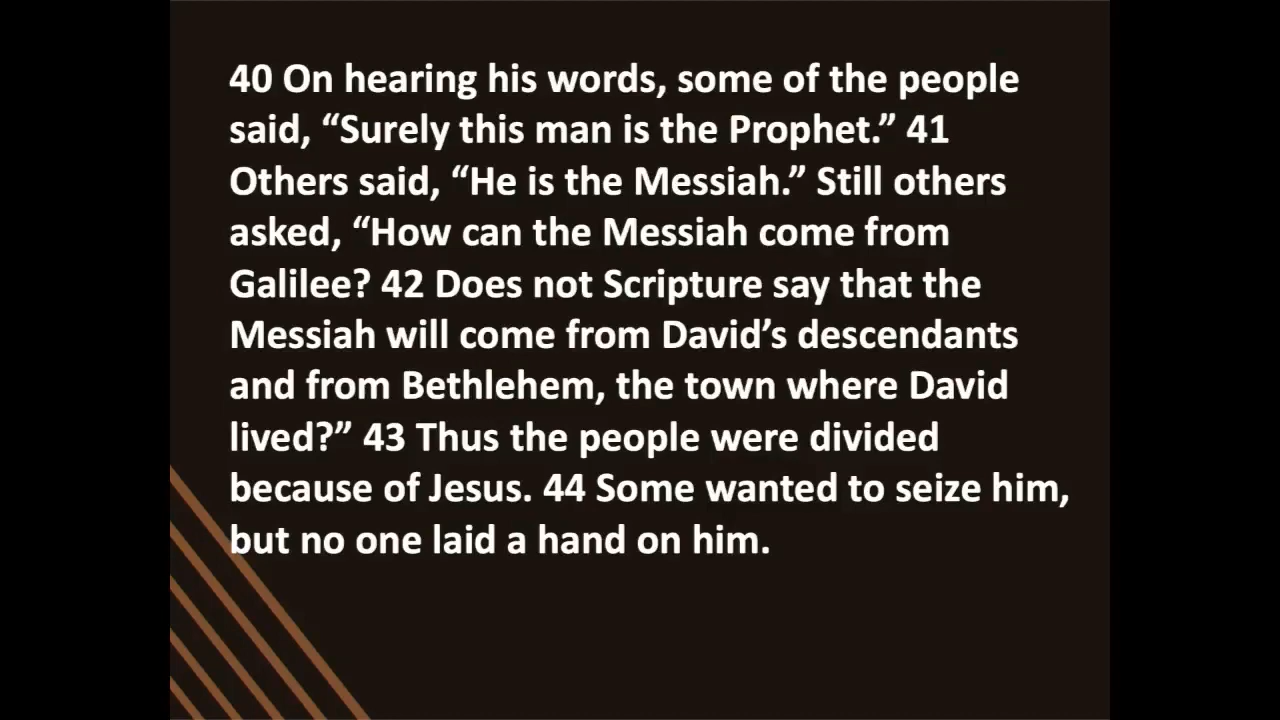 40 On hearing his words, some of the people
said, “Surely this man is the Prophet.” 41
Others said, “He is the Messiah.” Still others
asked, “How can the Messiah come from
Galilee? 42 Does not Scripture say that the
Messiah will come from David’s descendants
and from Bethlehem, the town where David
lived?” 43 Thus the people were divided
because of Jesus. 44 Some wanted to seize him,
but no one laid a hand on him.